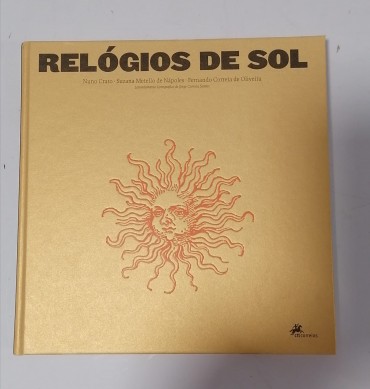 RELÓGIOS DE SOL
Nuno Crato · Suzana Metello de Nápoles · Fernando Correia de Oliveira